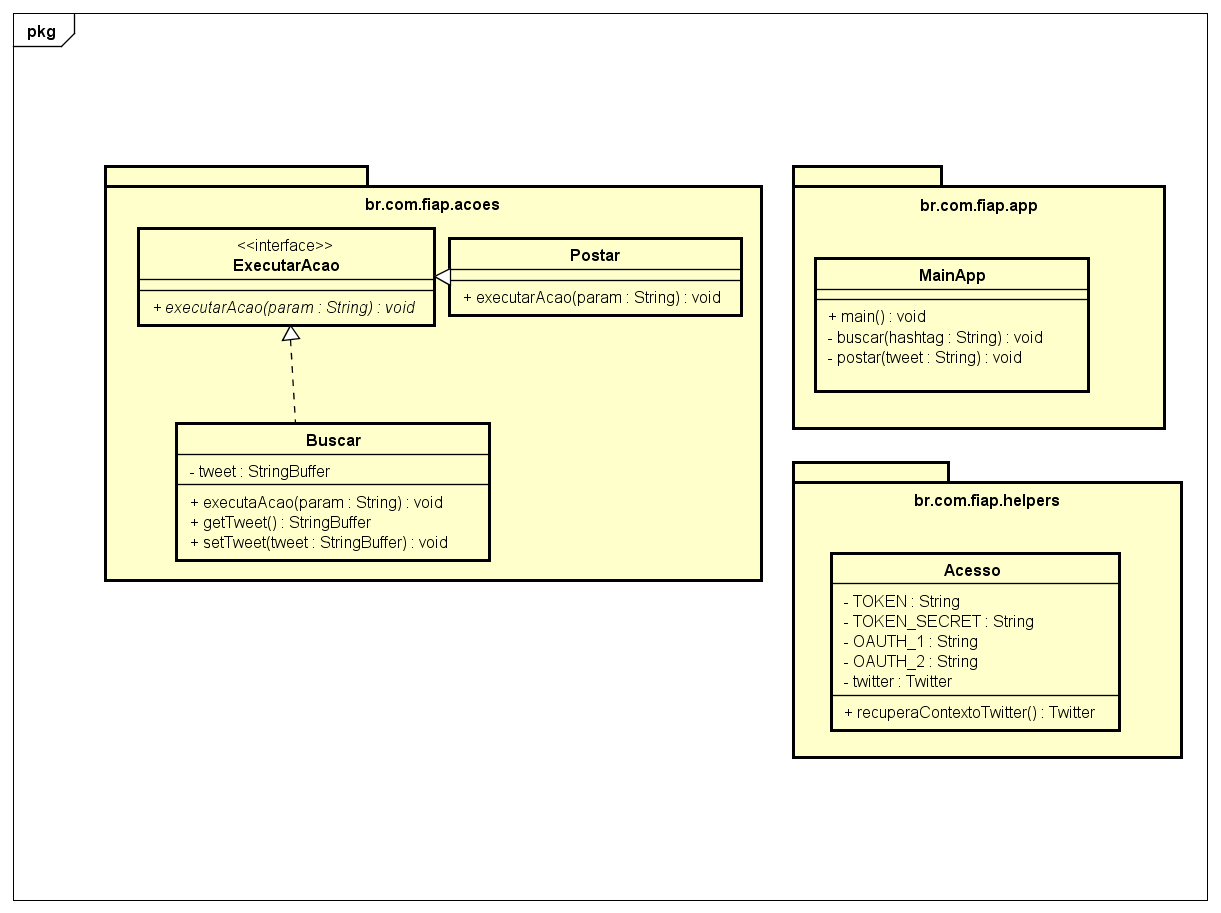 pkg
br.com.fiap.acoes
<<interface>>
ExecutarAcao
+ executarAcao(param : String) : void
Postar
+ executarAcao(param : String) : void
Buscar
- tweet : StringBuffer
+ executaAcao(param : String) : void
+ getTweet() : StringBuffer
+ setTweet(tweet : StringBuffer) : void
br.com.fiap.app
MainApp
+ main() : void
- buscar(hashtag : String) : void
- postar(tweet : String) : void
br.com.fiap.helpers
Acesso
- TOKEN : String
- TOKEN_SECRET : String
- OAUTH_1 : String
- OAUTH_2 : String
- twitter : Twitter
+ recuperaContextoTwitter() : Twitter